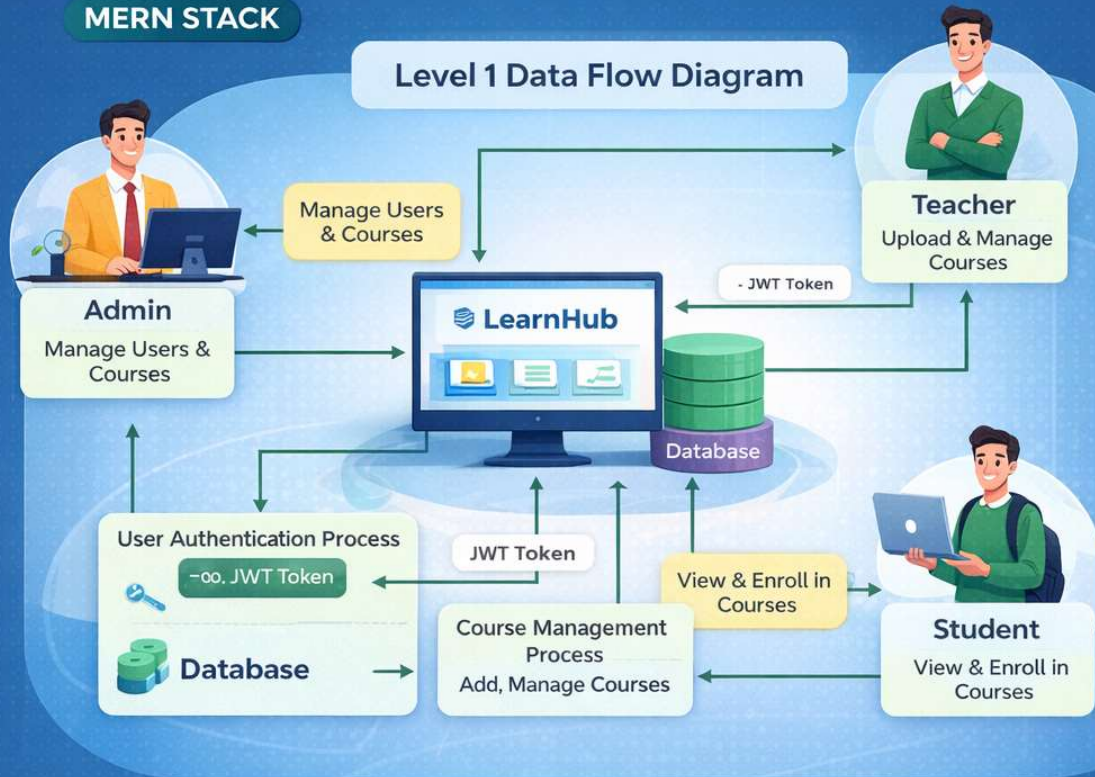 MERN STACK
Level 1 Data Flow Diagram
Manage Users
& Courses
Teacher
Upload & Manage
Courses
- JWT Token
Admin
Manage Users &
Courses
LearnHub
Database
User Authentication Process
-oo. JWT Token
Database
JWT Token
Course Management
Process
Add, Manage Courses
View & Enroll in
Courses
Student
View & Enroll in
Courses